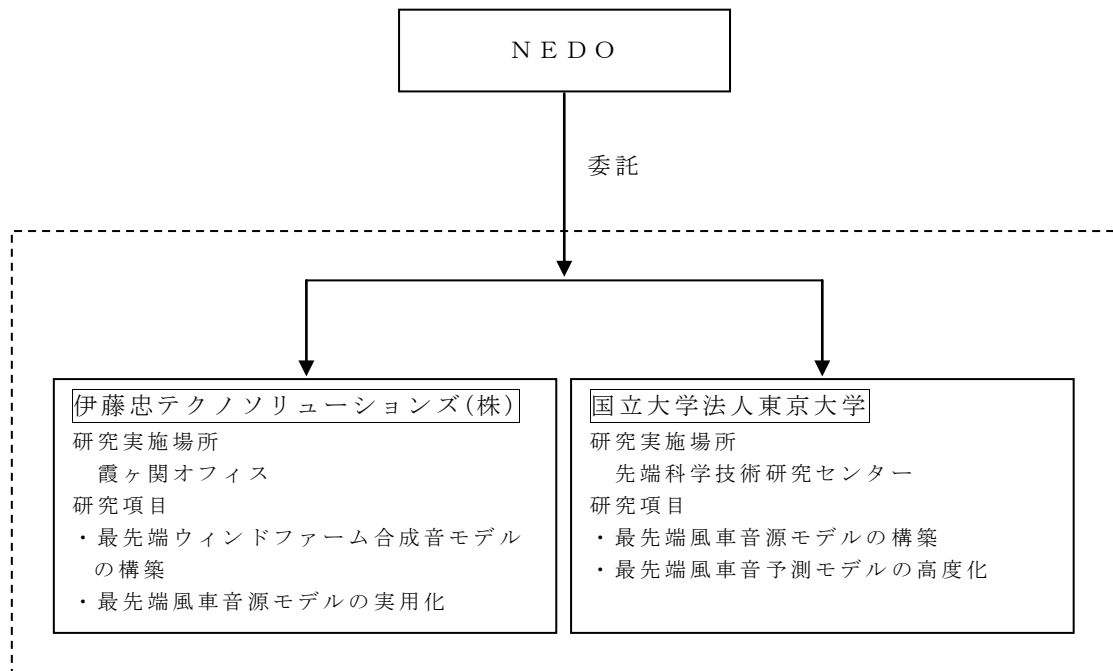 NEDO
委託
伊藤忠テクノソリューションズ(株)
研究実施場所
霞ヶ関オフィス
研究項目
・最先端ウィンドファーム合成音モデル
の構築
・最先端風車音源モデルの実用化
国立大学法人東京大学
研究実施場所
先端科学技術研究センター
研究項目
・最先端風車音源モデルの構築
・最先端風車音予測モデルの高度化